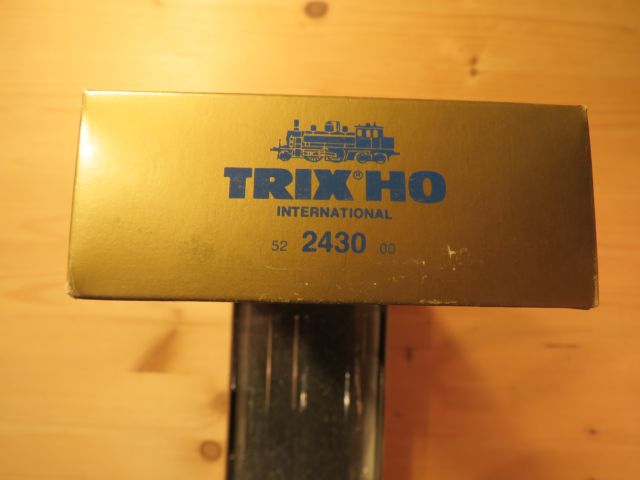 TRIX® HO
INTERNATIONAL
52 2430 00